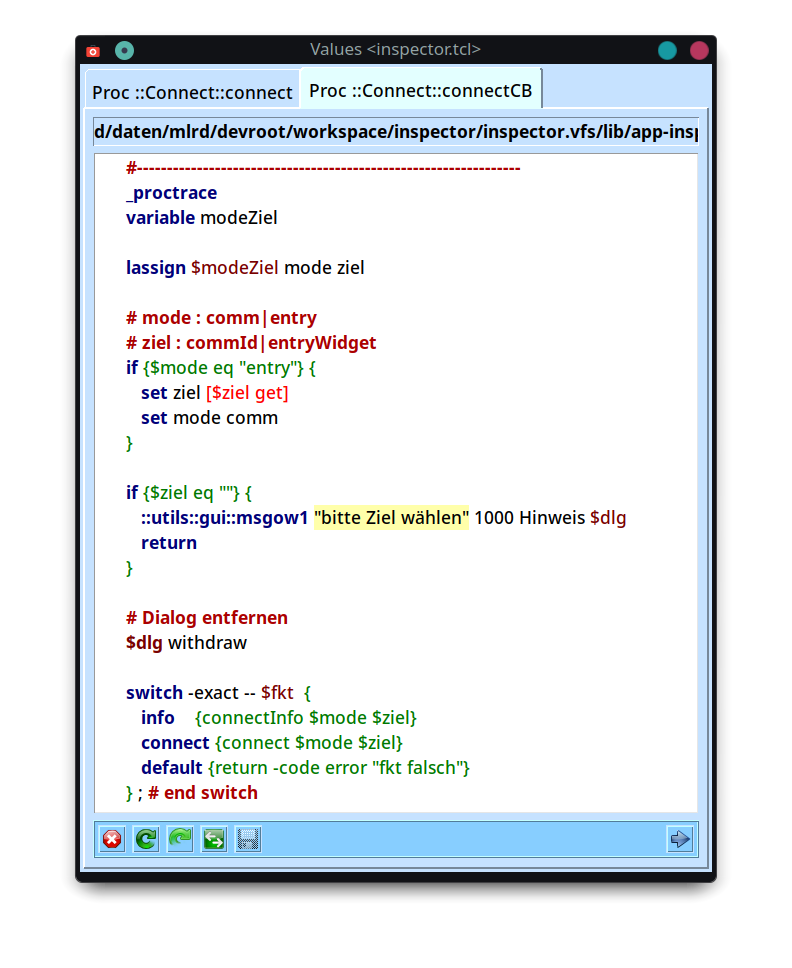 Values <inspector.tcl>
Proc ::Connect::connect
Proc ::Connect::connectCB
d/daten/mlrd/devroot/workspace/inspector/inspector.vfs/lib/app-insp
#----------------------------------------------------------------
_proctrace
variable modeZiel
lassign $modeZiel mode ziel
# mode : comm|entry
# ziel : commId|entryWidget
if {$mode eq "entry"} {
set ziel [$ziel get]
set mode comm
}
if {$ziel eq ""} {
::utils::gui::msgow1 "bitte Ziel wählen" 1000 Hinweis $dlg
return
}
# Dialog entfernen
$dlg withdraw
switch -exact -- $fkt {
info {connectInfo $mode $ziel}
connect {connect $mode $ziel}
default {return -code error "fkt falsch"}
} ; # end switch